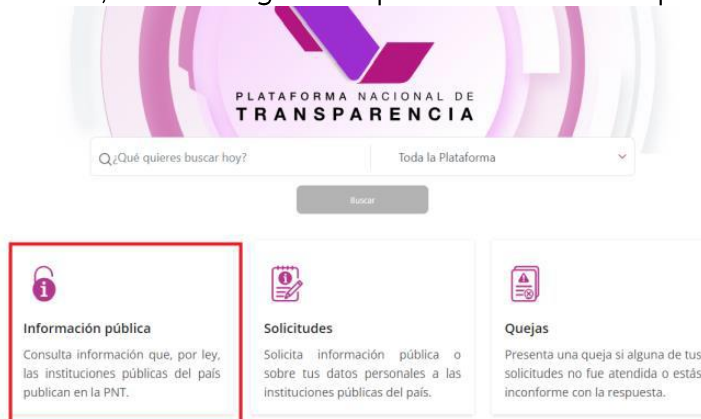 PLATAFORMA NACIONAL DE
TRANSPARENCIA
¿Qué quieres buscar hoy?
Toda la Plataforma
Buscar
Información pública
Consulta información que, por ley,
las instituciones públicas del país
publican en la PNT.
Solicitudes
Solicita información pública o
sobre tus datos personales a las
instituciones públicas del país.
Quejas
Presenta una queja si alguna de tus
solicitudes no fue atendida o estás
inconforme con la respuesta.